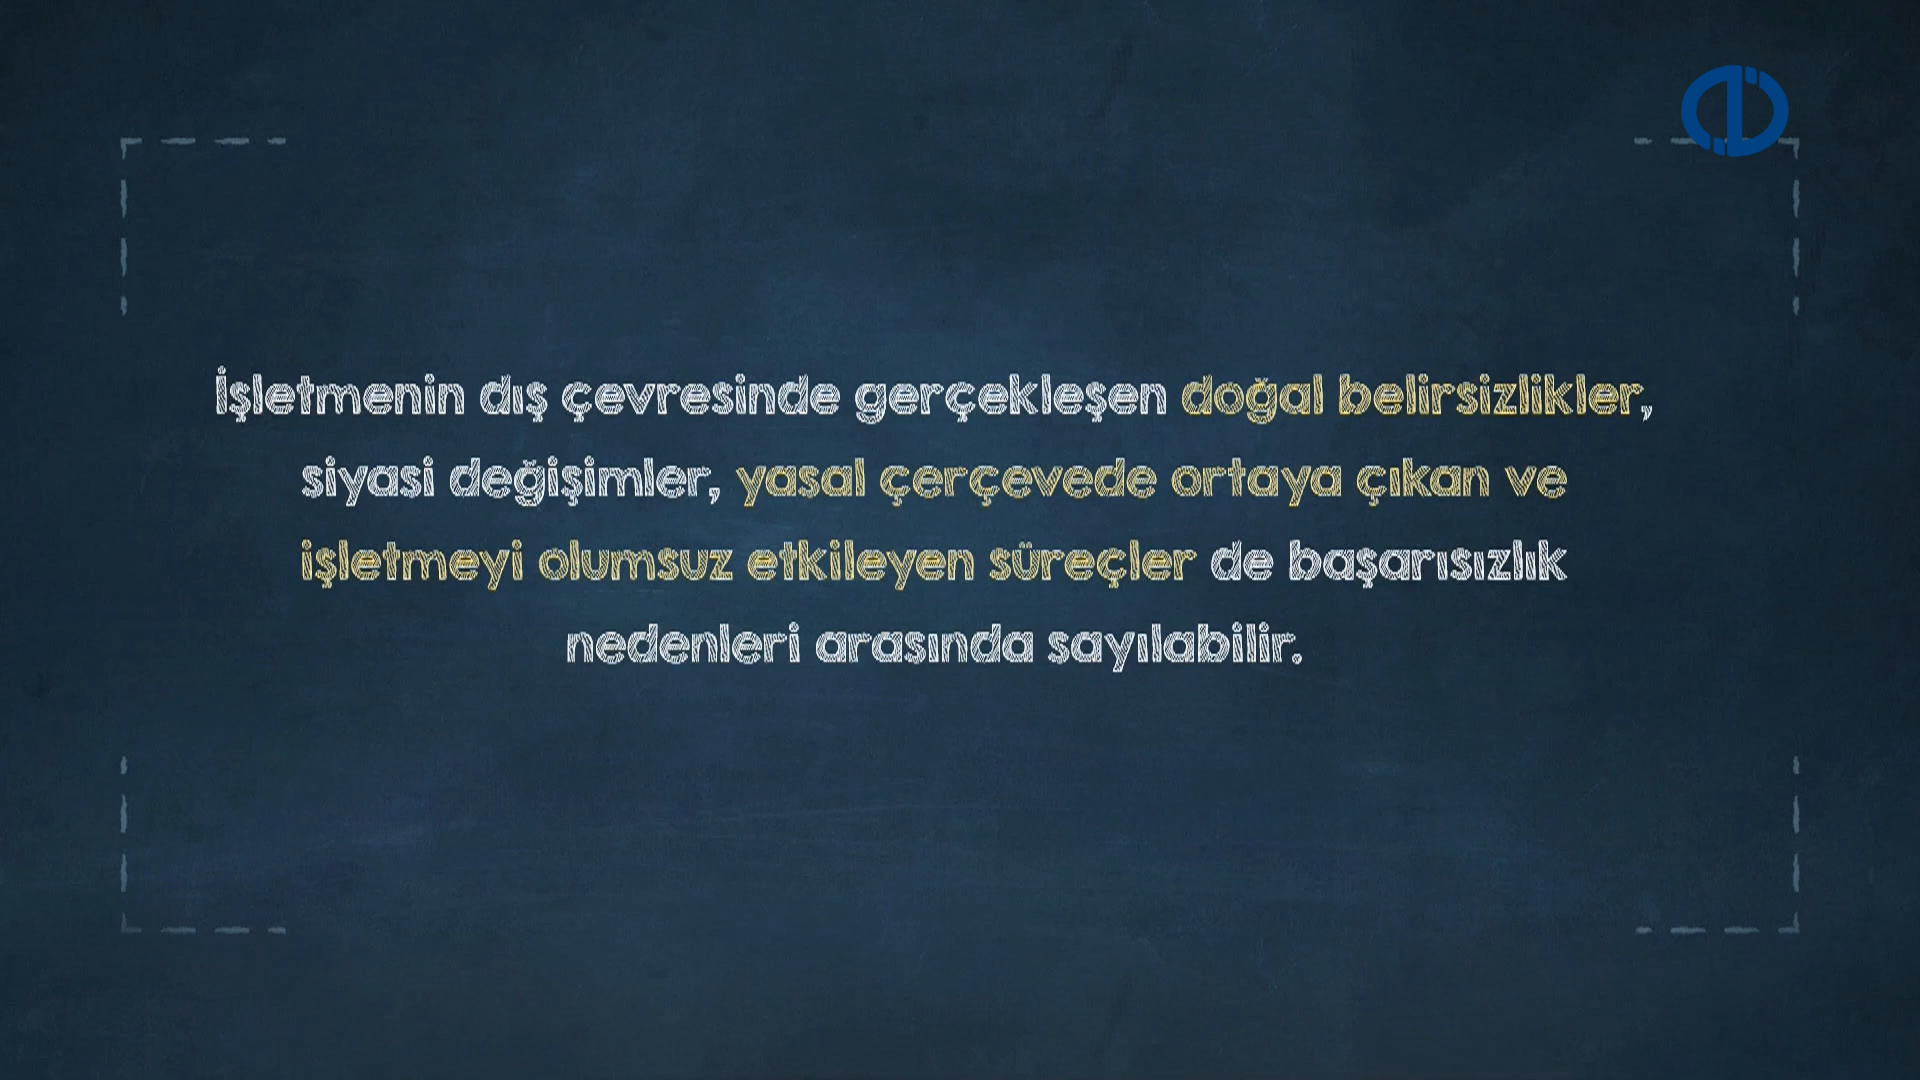 İşletmenin dış çevresinde gerçekleşen doğal belirsizlikler,
siyasi değişimler, yasal çerçevede ortaya çıkan ve
işletmeyi olumsuz etkileyen süreçler de başarısızlık
nedenleri arasında sayılabilir.